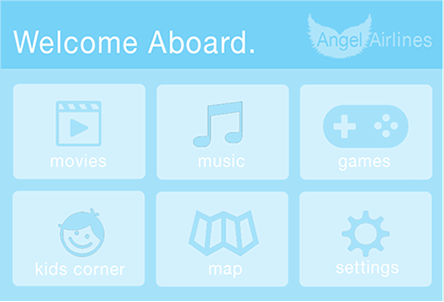 Welcome Aboard.
Angel Airlines
movies
music
games
kids corner
map
settings